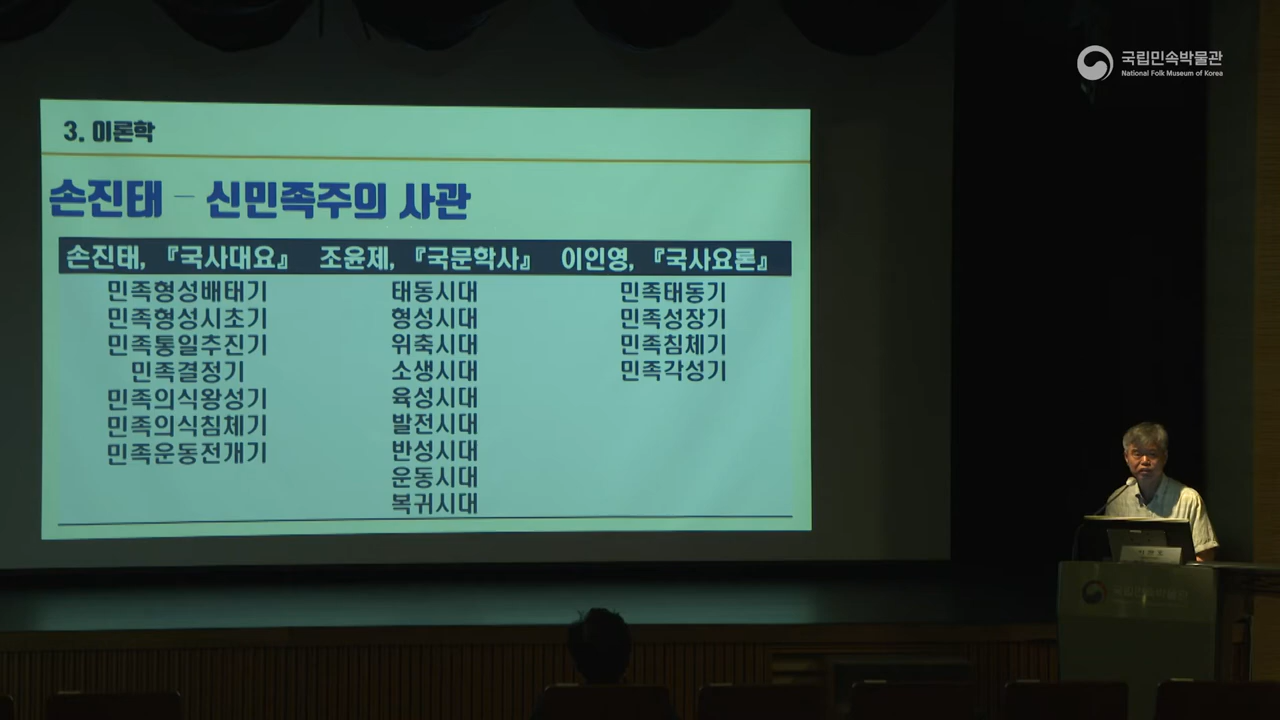 국립민속박물관
National Folk Museum of Korea
3. 이론학
손진태 – 신민족주의 사관
손진태, 『국사대요』 조윤제, 『국문학사』 이인영, 『국사요론』
민족형성배태기 태동시대 민족태동기
민족형성시초기 형성시대 민족성장기
민족통일추진기 위축시대 민족침체기
민족결정기 소생시대 민족각성기
민족의식왕성기 육성시대
민족의식침체기 발전시대
민족운동전개기 반성시대
운동시대
복귀시대
국립민속박물관